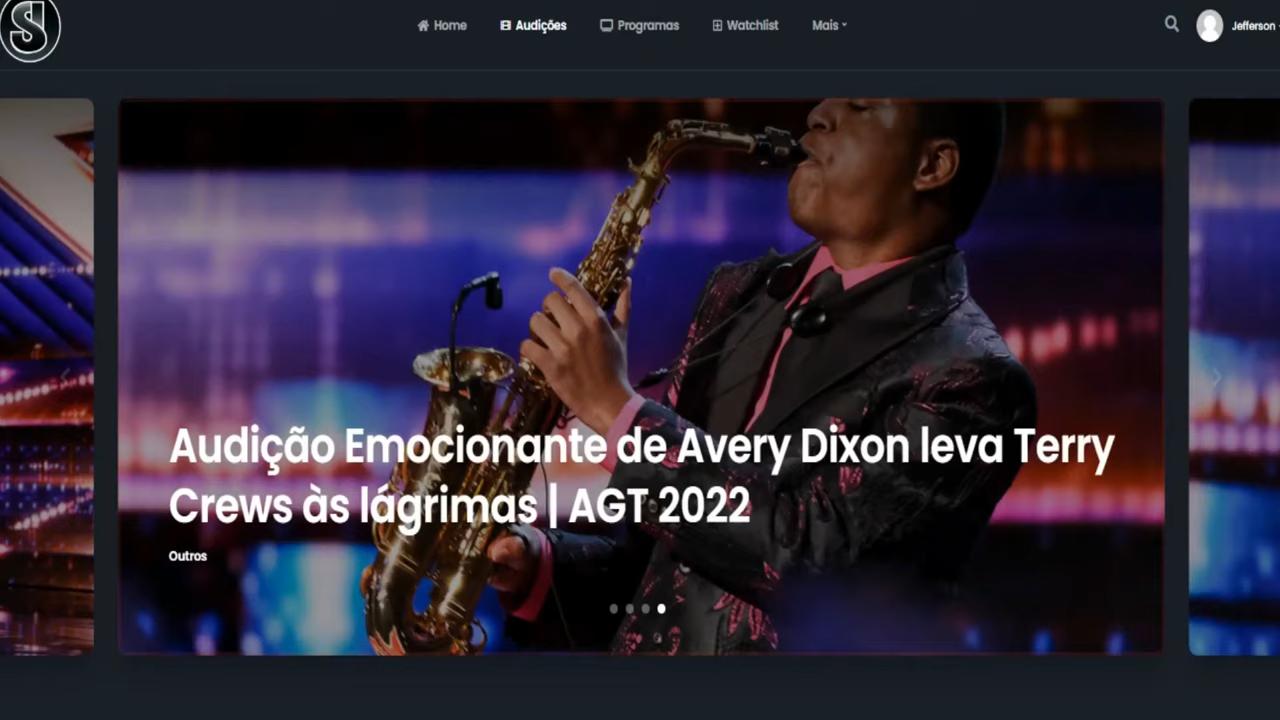 Home
Audições
Programas
Watchlist
Mais
Jefferson
Audição Emocionante de Avery Dixon leva Terry
Crews às lágrimas | AGT 2022
Outros